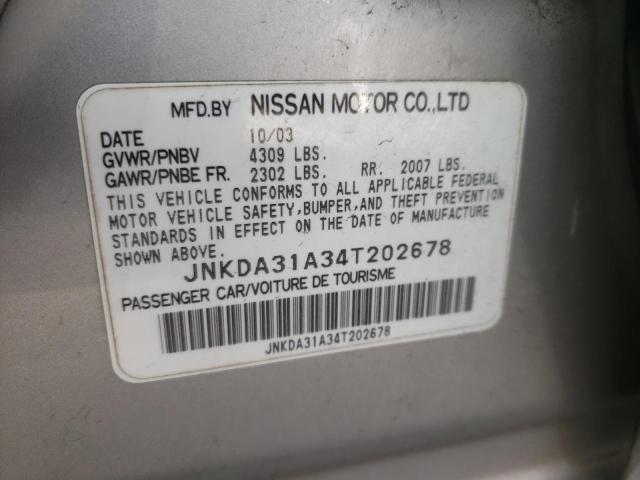 MFD.BY NISSAN MOTOR CO.,LTD
DATE 10/03
GVWR/PNBV 4309 LBS.
GAWR/PNBE FR. 2302 LBS. RR. 2007 LBS.
THIS VEHICLE CONFORMS TO ALL APPLICABLE FEDERAL
MOTOR VEHICLE SAFETY,BUMPER,AND THEFT PREVENTION
STANDARDS IN EFFECT ON THE DATE OF MANUFACTURE
SHOWN ABOVE.
JNKDA31A34T202678
PASSENGER CAR/VOITURE DE TOURISME
JNKDA31A34T202678